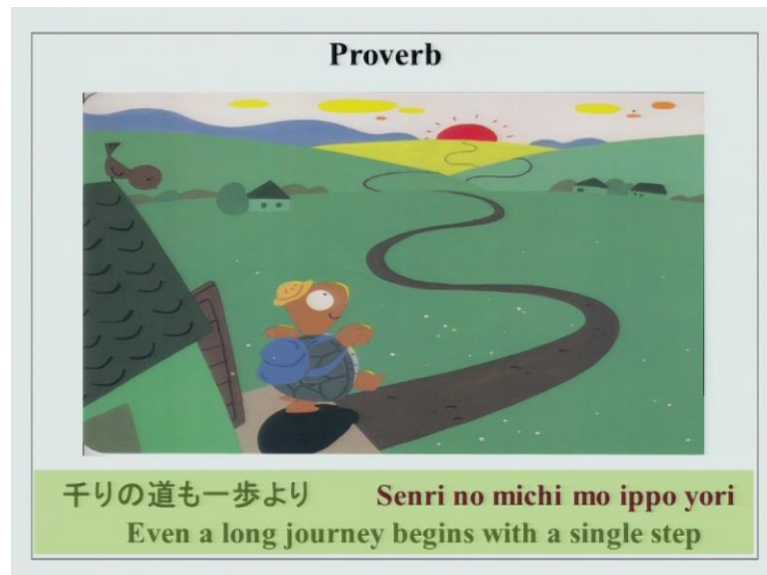 Proverb
千りの道も一歩より Senri no michi mo ippo yori
Even a long journey begins with a single step